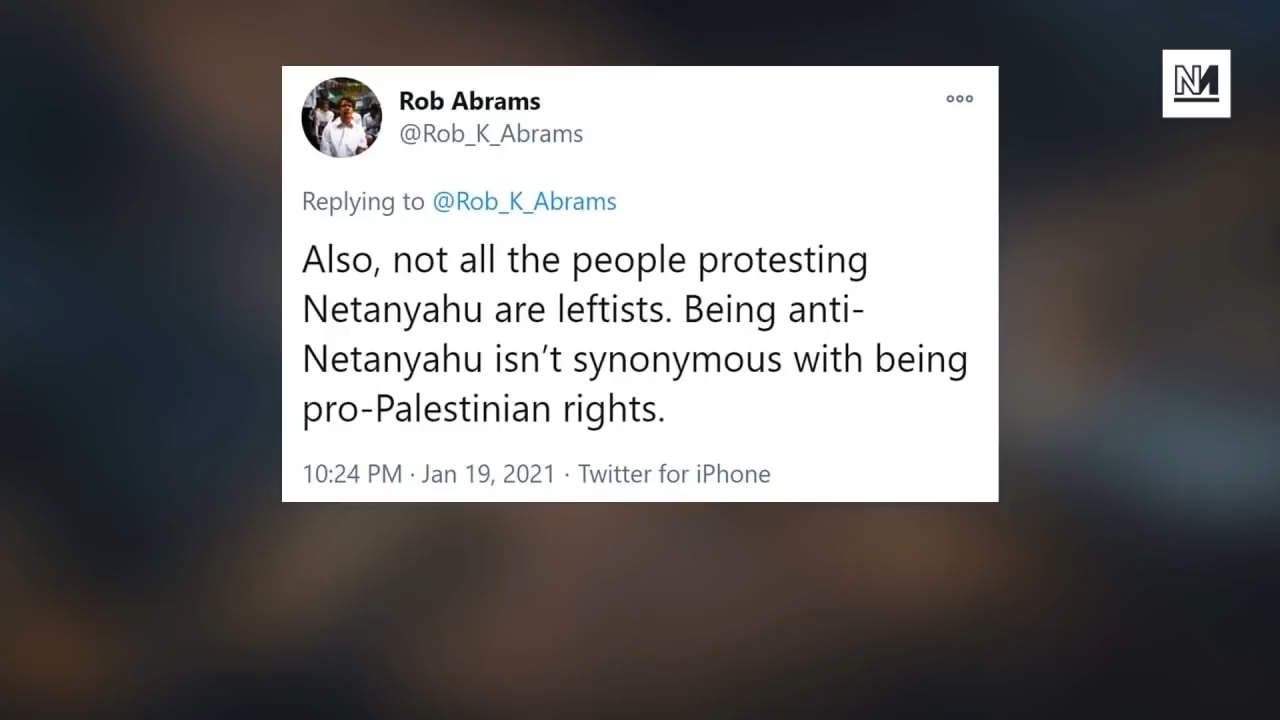 Rob Abrams
@Rob_K_Abrams
Replying to @Rob_K_Abrams
Also, not all the people protesting
Netanyahu are leftists. Being anti-
Netanyahu isn’t synonymous with being
pro-Palestinian rights.
10:24 PM · Jan 19, 2021 · Twitter for iPhone
NM